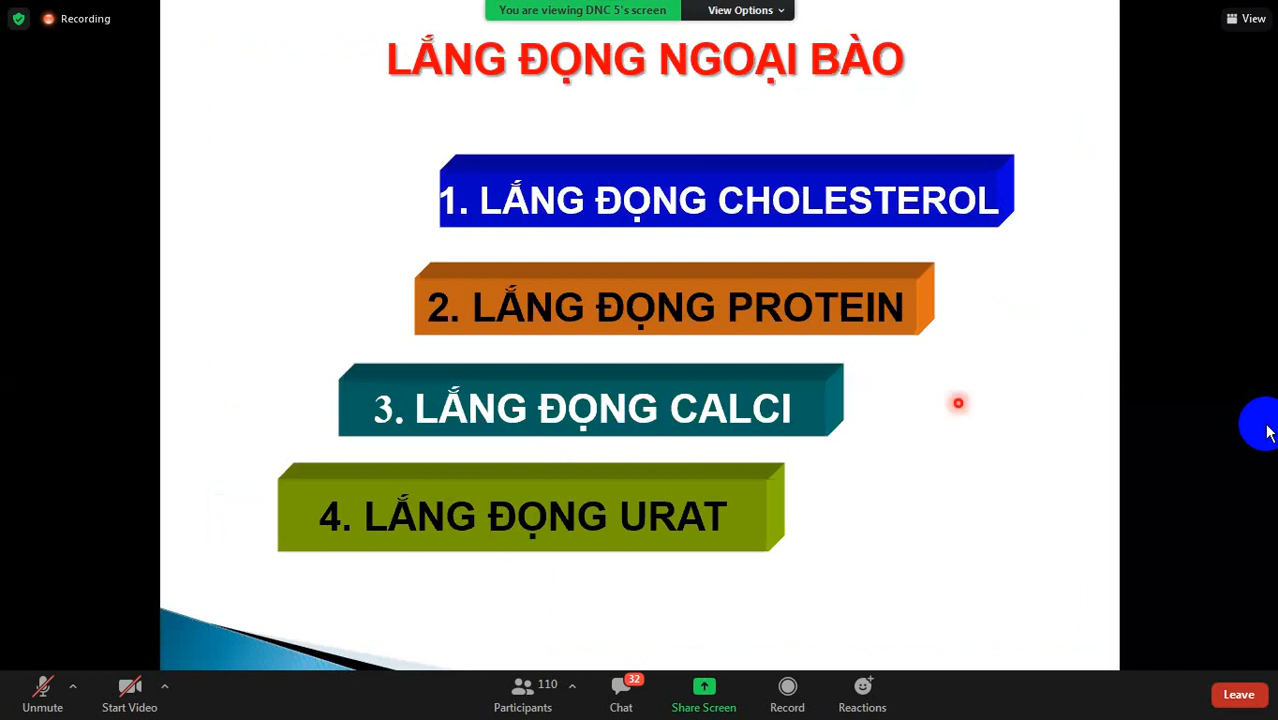 Recording
You are viewing DNC 5's screen
View Options
View
LẮNG ĐỌNG NGOẠI BÀO
1. LẮNG ĐỌNG CHOLESTEROL
2. LẮNG ĐỌNG PROTEIN
3. LẮNG ĐỌNG CALCI
4. LẮNG ĐỌNG URAT
Unmute
Start Video
110
Participants
32
Chat
Share Screen
Record
Reactions
Leave